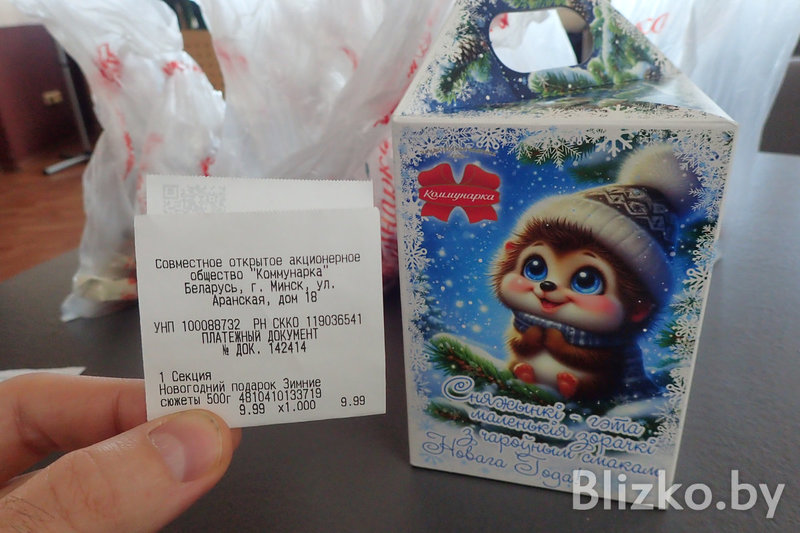 Совместное открытое акционерное
общество "Коммунарка"
Беларусь, г. Минск, ул.
Аранская, дом 18
УНП 100088732 РН СККО 119036541
ПЛАТЕЖНЫЙ ДОКУМЕНТ
№ ДОК. 142414
1 Секция
Новогодний подарок Зимние
сюжеты 500г 4810410133719
9.99 x1.000 9.99
Коммунарка
Сняжынкі - гэта
маленькія зорачкі
з чароўным смакам
Новага Года
Blizko.by